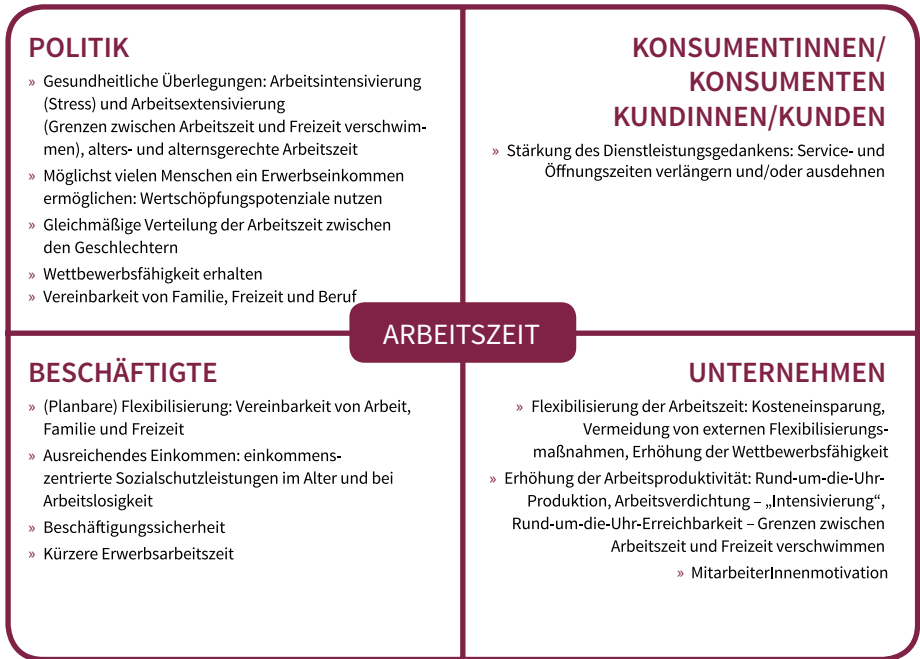 POLITIK
» Gesundheitliche Überlegungen: Arbeitsintensivierung
(Stress) und Arbeitsextensivierung
(Grenzen zwischen Arbeitszeit und Freizeit verschwim-
men), alters- und alternsgerechte Arbeitszeit
» Möglichst vielen Menschen ein Erwerbseinkommen
ermöglichen: Wertschöpfungspotenziale nutzen
» Gleichmäßige Verteilung der Arbeitszeit zwischen
den Geschlechtern
» Wettbewerbsfähigkeit erhalten
» Vereinbarkeit von Familie, Freizeit und Beruf
KONSUMENTINNEN/
KONSUMENTEN
KUNDINNEN/KUNDEN
» Stärkung des Dienstleistungsgedankens: Service- und
Öffnungszeiten verlängern und/oder ausdehnen
ARBEITSZEIT
BESCHÄFTIGTE
» (Planbare) Flexibilisierung: Vereinbarkeit von Arbeit,
Familie und Freizeit
» Ausreichendes Einkommen: einkommens-
zentrierte Sozialschutzleistungen im Alter und bei
Arbeitslosigkeit
» Beschäftigungssicherheit
» Kürzere Erwerbsarbeitszeit
UNTERNEHMEN
» Flexibilisierung der Arbeitszeit: Kosteneinsparung,
Vermeidung von externen Flexibilisierungs-
maßnahmen, Erhöhung der Wettbewerbsfähigkeit
» Erhöhung der Arbeitsproduktivität: Rund-um-die-Uhr-
Produktion, Arbeitsverdichtung – „Intensivierung“,
Rund-um-die-Uhr-Erreichbarkeit – Grenzen zwischen
Arbeitszeit und Freizeit verschwimmen
» MitarbeiterInnenmotivation